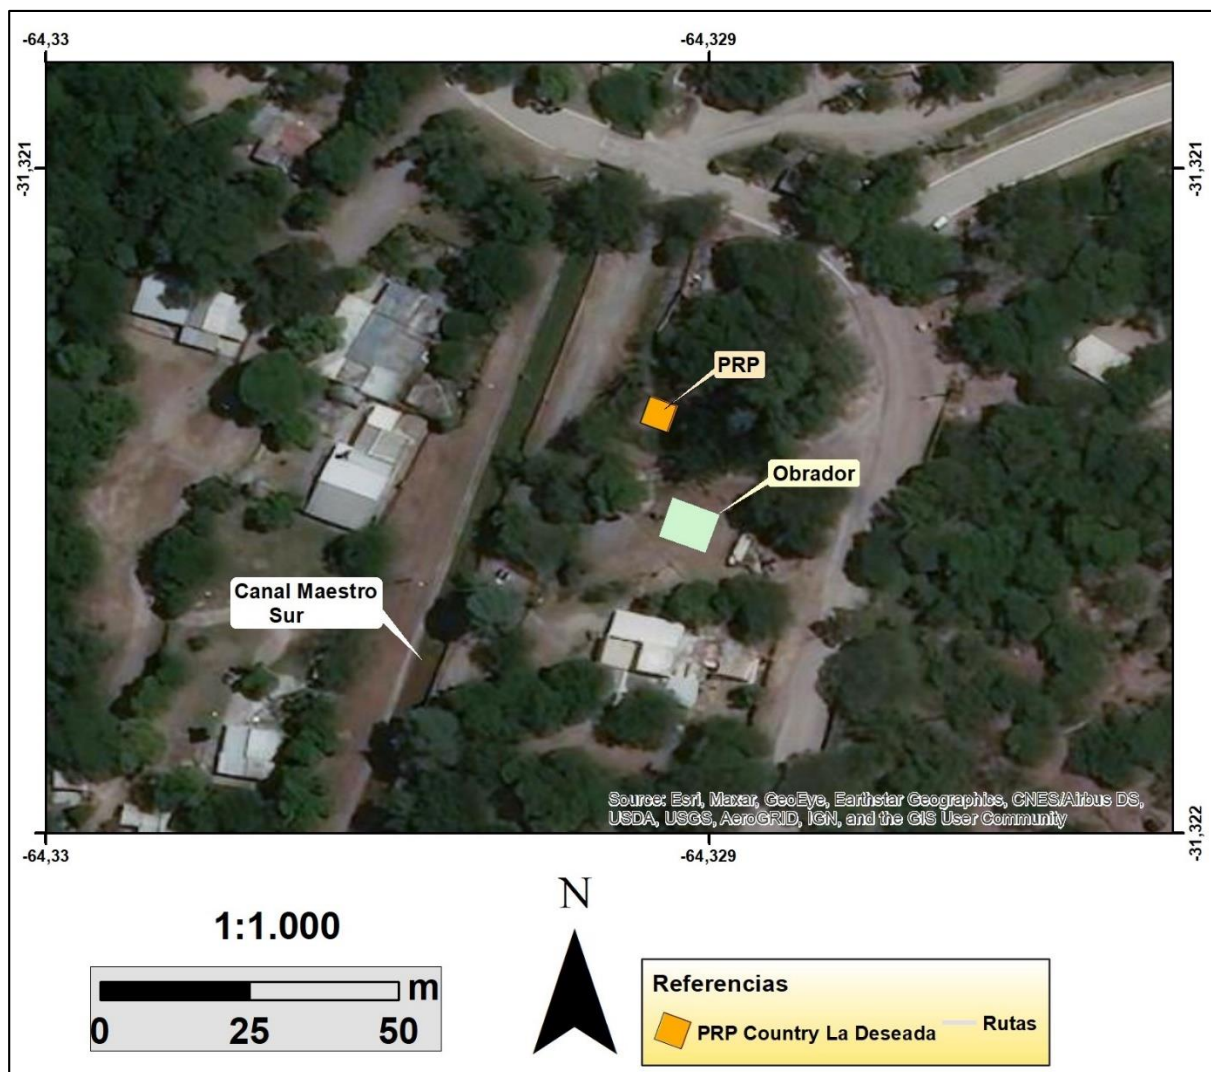 -64,33
-64,329
-31,321
-31,321
PRP
Obrador
Canal Maestro
Sur
Source: Esri, Maxar, GeoEye, Earthstar Geographics, CNES/Airbus DS,
USDA, USGS, AeroGRID, IGN, and the GIS User Community
-31,322
-64,33
-64,329
N
1:1.000
m
0 25 50
Referencias
PRP Country La Deseada
Rutas